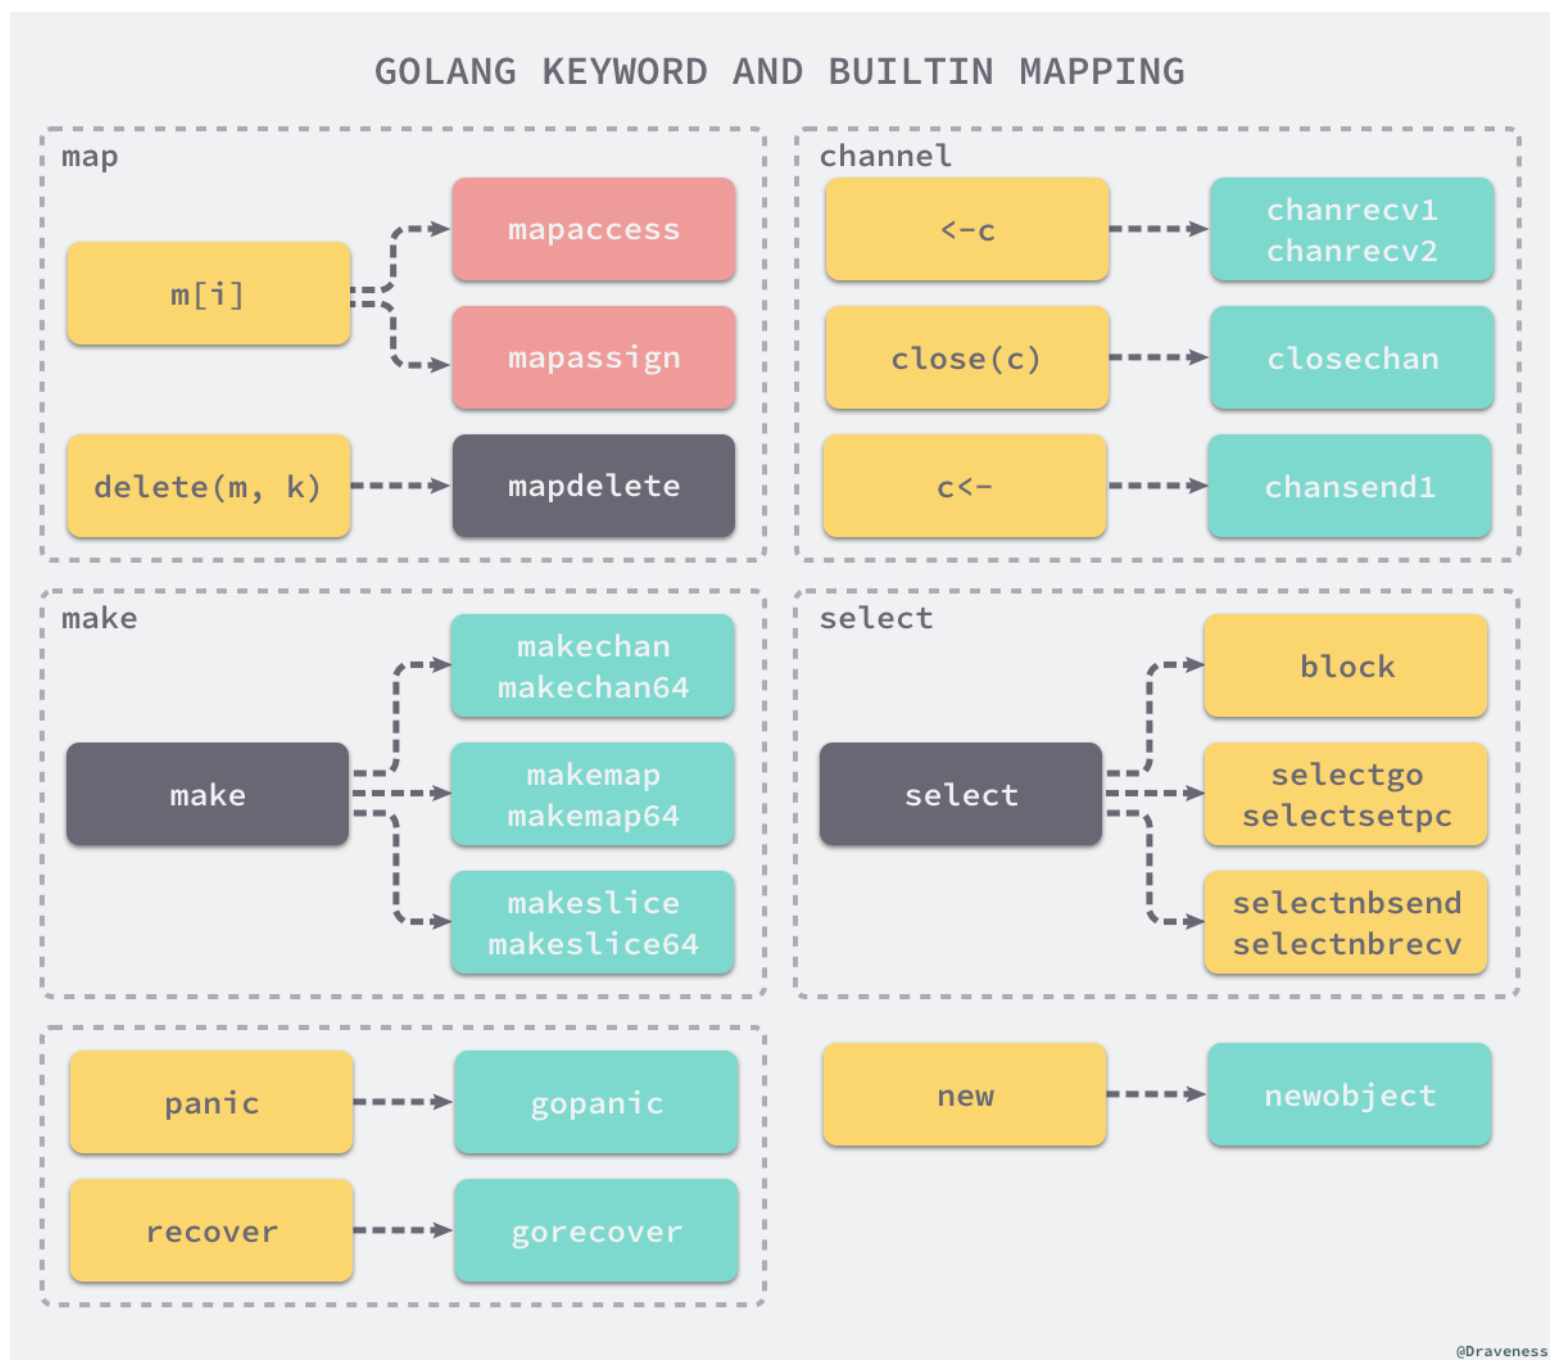 GOLANG KEYWORD AND BUILTIN MAPPING
map
m[i]
mapaccess
mapassign
delete(m, k)
mapdelete
channel
<-c
chanrecv1
chanrecv2
close(c)
closechan
c<-
chansend1
make
make
makechan
makechan64
makemap
makemap64
makeslice
makeslice64
select
select
block
selectgo
selectsetpc
selectnbsend
selectnbrecv
panic
gopanic
recover
gorecover
new
newobject
@Draveness